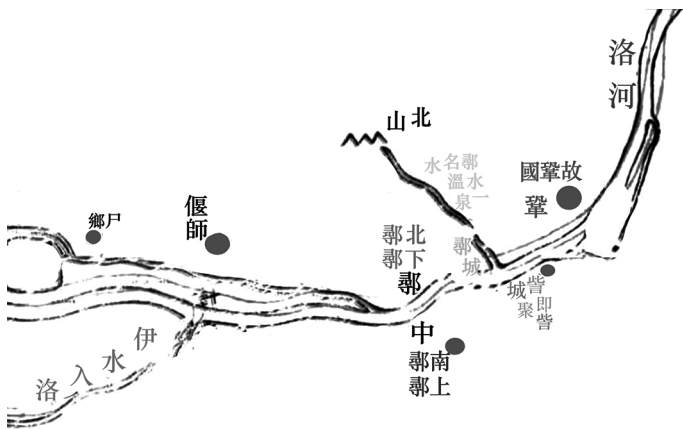 洛河
北山
鄩水一
名溫泉
水
故鞏國
鞏
偃師
尸鄉
北鄩
下鄩
鄩中
鄩城
訾城
即訾
聚
南鄩
上鄩
伊水入洛